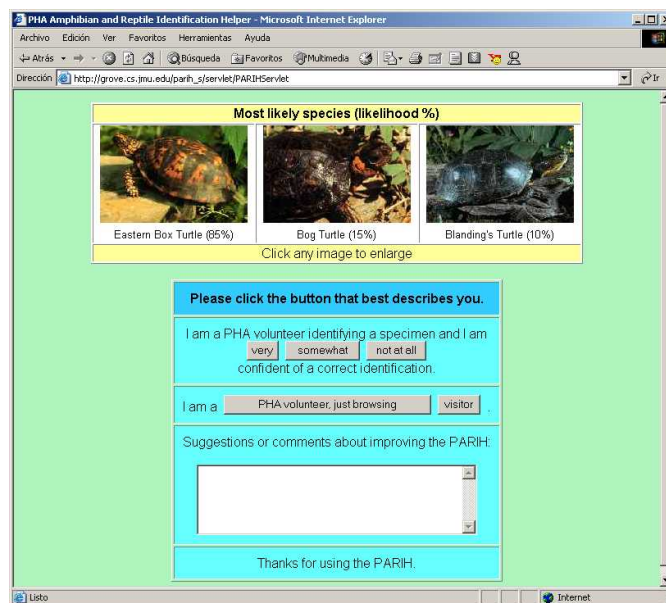 PHA Amphibian and Reptile Identification Helper - Microsoft Internet Explorer
Archivo Edición Ver Favoritos Herramientas Ayuda
Atrás Búsqueda Favoritos Multimedia
Dirección http://grove.cs.jmu.edu/parih_s/servlet/PARIHServlet Ir
Most likely species (likelihood %)
Eastern Box Turtle (85%) Bog Turtle (15%) Blanding's Turtle (10%)
Click any image to enlarge
Please click the button that best describes you.
I am a PHA volunteer identifying a specimen and I am
very somewhat not at all
confident of a correct identification.
I am a PHA volunteer, just browsing visitor .
Suggestions or comments about improving the PARIH:
Thanks for using the PARIH.
Listo Internet